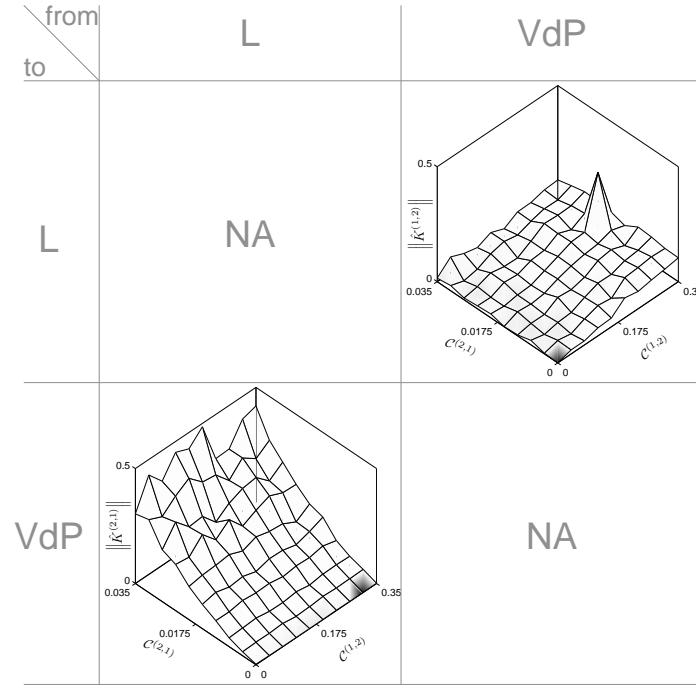 from
to
L
VdP
L
NA
0.5
0
‖K̂^(1,2)‖
0.035
0.0175
0
C^(2,1)
0
0.175
0.3
C^(1,2)
VdP
0.5
0
‖K̂^(2,1)‖
0.035
0.0175
0
C^(2,1)
0
0.175
0.35
C^(1,2)
NA